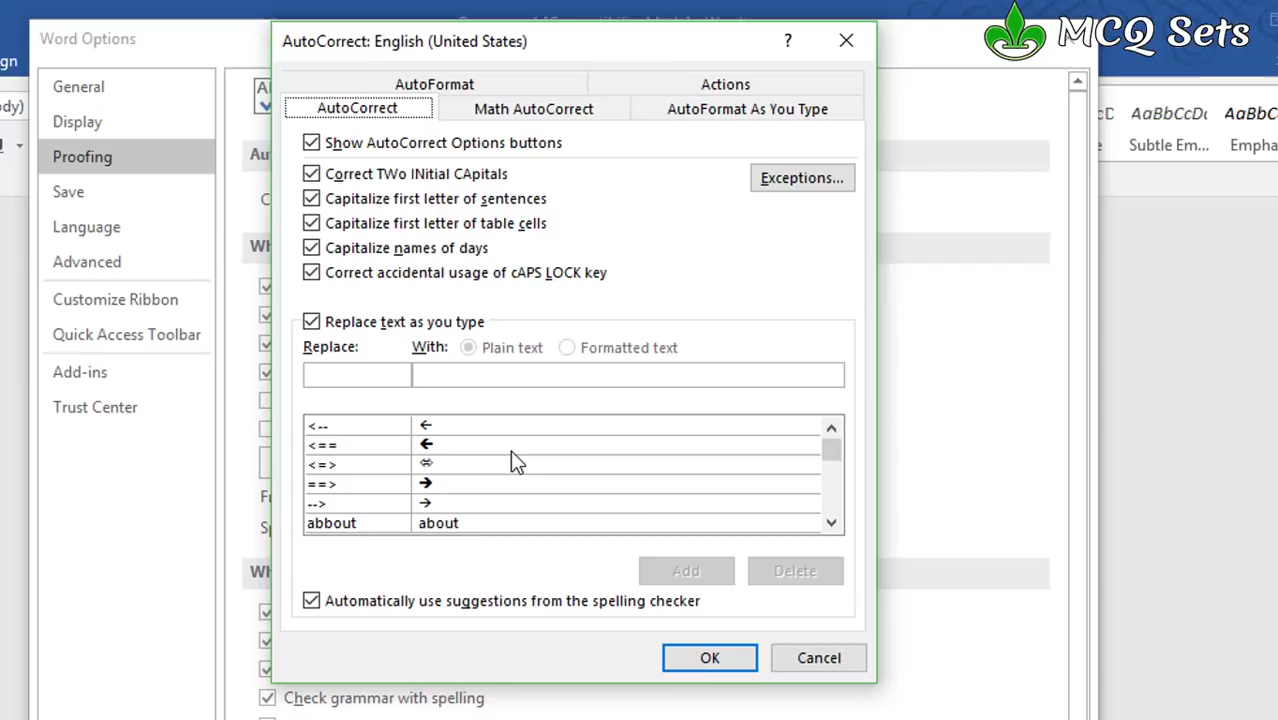 MCQ Sets
Word Options
AutoCorrect: English (United States)
?
gn
General
Display
Proofing
Save
Language
Advanced
Customize Ribbon
Quick Access Toolbar
Add-ins
Trust Center
AutoFormat
Actions
AutoCorrect
Math AutoCorrect
AutoFormat As You Type
Show AutoCorrect Options buttons
Correct TWo INitial CApitals
Exceptions...
Capitalize first letter of sentences
Capitalize first letter of table cells
Capitalize names of days
Correct accidental usage of cAPS LOCK key
Replace text as you type
Replace: With: Plain text Formatted text
<-- ←
<== 🡰
<=> ⇔
==> 🡲
--> →
abbout about
Add Delete
Automatically use suggestions from the spelling checker
OK Cancel
Check grammar with spelling
ody)
AaBbCcDc AaBbCcD
Subtle Em... Empha